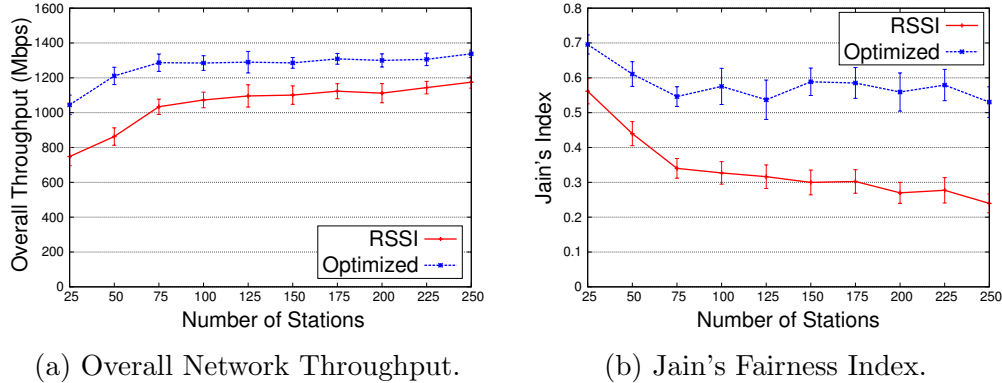 1600
1400
1200
1000
800
600
400
200
0
Overall Throughput (Mbps)
RSSI
Optimized
25 50 75 100 125 150 175 200 225 250
Number of Stations
(a) Overall Network Throughput.
0.8
0.7
0.6
0.5
0.4
0.3
0.2
0.1
0
Jain's Index
RSSI
Optimized
25 50 75 100 125 150 175 200 225 250
Number of Stations
(b) Jain's Fairness Index.